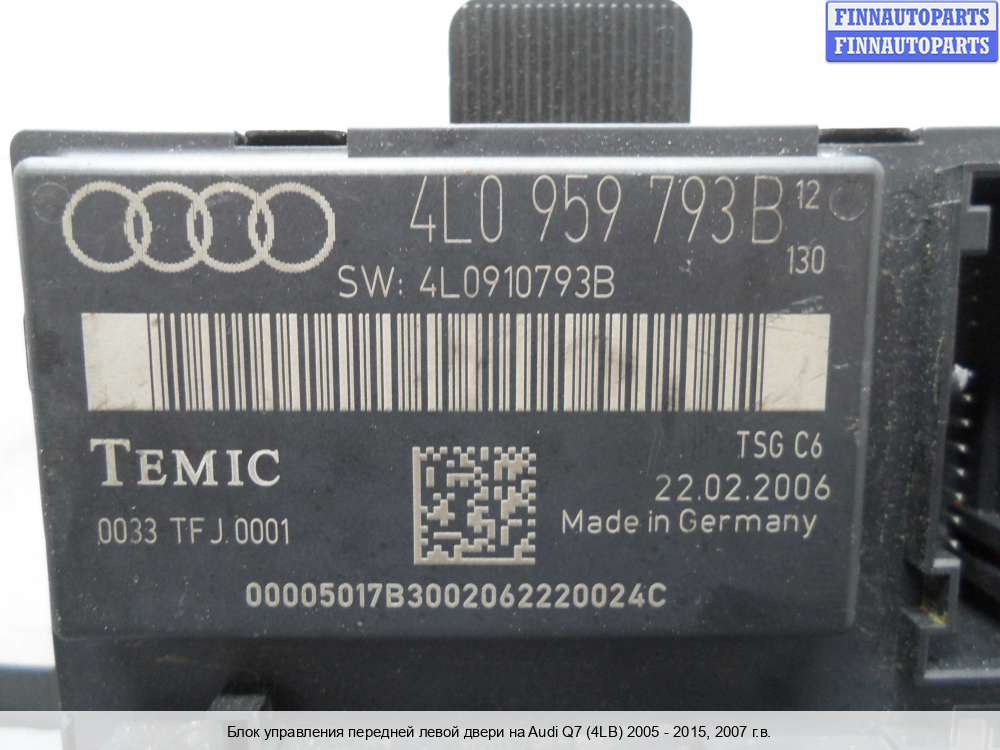 FINNAUTOPARTS
FINNAUTOPARTS
4L0 959 793B 12
130
SW: 4L0910793B
TEMIC
TSG C6
22.02.2006
0033 TFJ.0001
Made in Germany
00005017B3002062220024C
Блок управления передней левой двери на Audi Q7 (4LB) 2005 - 2015, 2007 г.в.